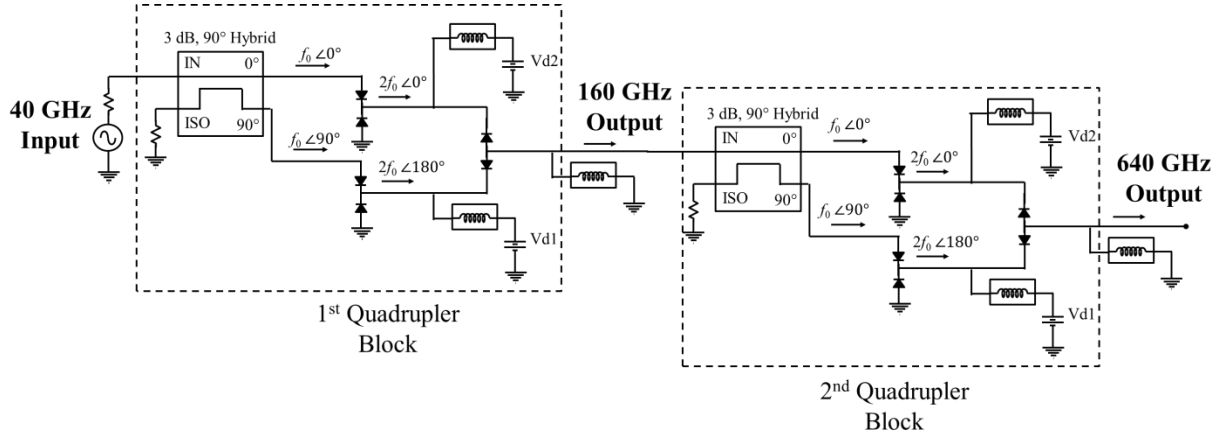 3 dB, 90° Hybrid
IN 0°
ISO 90°
40 GHz
Input
f₀∠0°
f₀∠90°
2f₀∠0°
2f₀∠180°
Vd2
Vd1
160 GHz
Output
1st Quadrupler
Block
3 dB, 90° Hybrid
IN 0°
ISO 90°
f₀∠0°
f₀∠90°
2f₀∠0°
2f₀∠180°
Vd2
Vd1
640 GHz
Output
2nd Quadrupler
Block